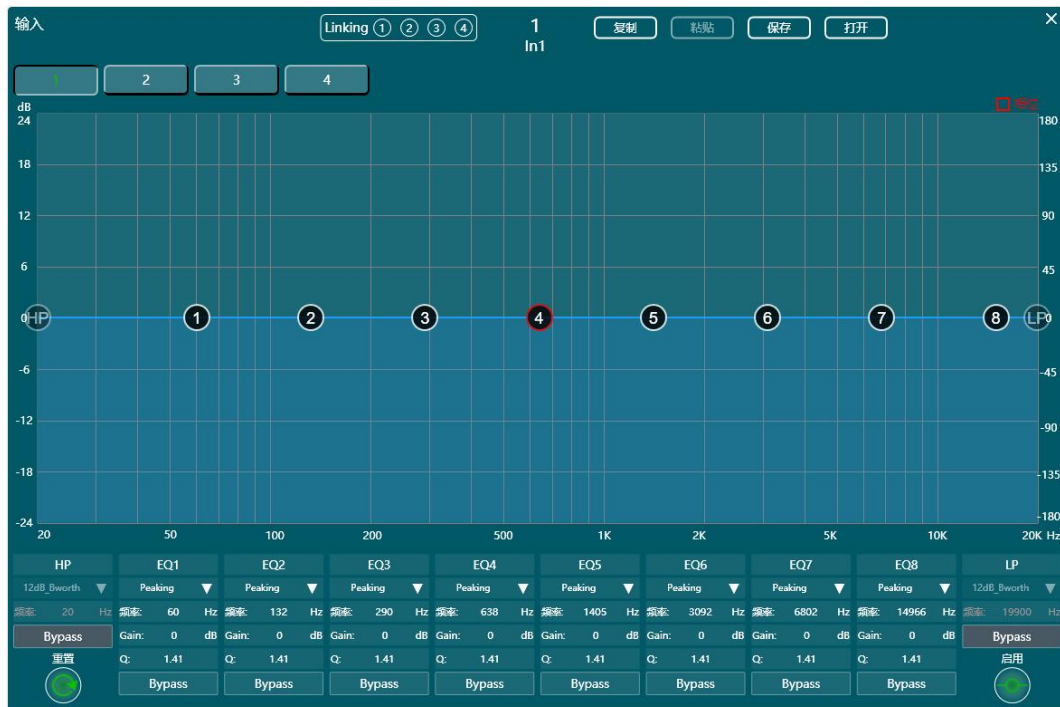 输入 Linking ① ② ③ ④ 1 复制 粘贴 保存 打开 ×
In1
1 2 3 4
dB 相位
24 180
18 135
12 90
6 45
0 HP 1 2 3 4 5 6 7 8 LP 0
-6 -45
-12 -90
-18 -135
-24 -180
20 50 100 200 500 1K 2K 5K 10K 20K Hz
HP EQ1 EQ2 EQ3 EQ4 EQ5 EQ6 EQ7 EQ8 LP
12dB_Bworth ▼ Peaking ▼ Peaking ▼ Peaking ▼ Peaking ▼ Peaking ▼ Peaking ▼ Peaking ▼ Peaking ▼ 12dB_Bworth ▼
频率: 20 Hz 频率: 60 Hz 频率: 132 Hz 频率: 290 Hz 频率: 638 Hz 频率: 1405 Hz 频率: 3092 Hz 频率: 6802 Hz 频率: 14966 Hz 频率: 19900 Hz
Bypass Gain: 0 dB Gain: 0 dB Gain: 0 dB Gain: 0 dB Gain: 0 dB Gain: 0 dB Gain: 0 dB Gain: 0 dB Bypass
重置 Q: 1.41 Q: 1.41 Q: 1.41 Q: 1.41 Q: 1.41 Q: 1.41 Q: 1.41 Q: 1.41 启用
Bypass Bypass Bypass Bypass Bypass Bypass Bypass Bypass